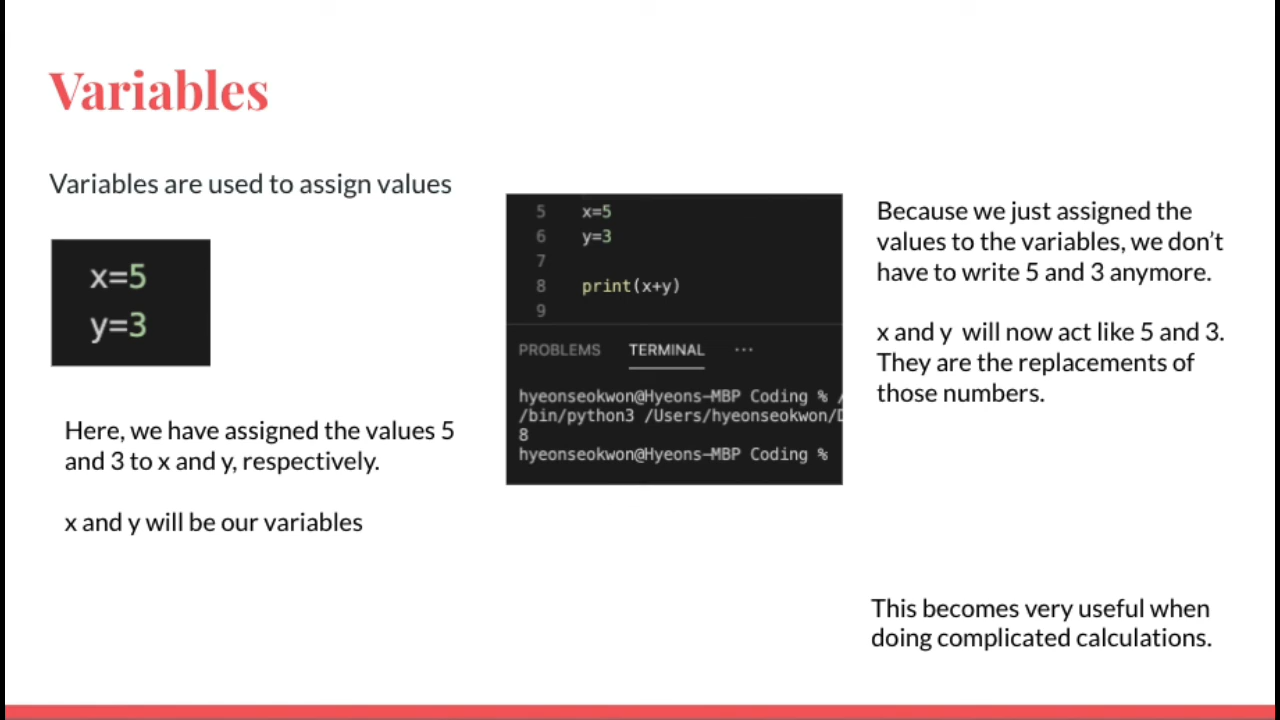 Variables
Variables are used to assign values
x=5
y=3
Here, we have assigned the values 5
and 3 to x and y, respectively.
x and y will be our variables
5 x=5
6 y=3
7
8 print(x+y)
9
PROBLEMS TERMINAL ···
hyeonseokwon@Hyeons-MBP Coding % /
/bin/python3 /Users/hyeonseokwon/D
8
hyeonseokwon@Hyeons-MBP Coding %
Because we just assigned the
values to the variables, we don’t
have to write 5 and 3 anymore.
x and y will now act like 5 and 3.
They are the replacements of
those numbers.
This becomes very useful when
doing complicated calculations.